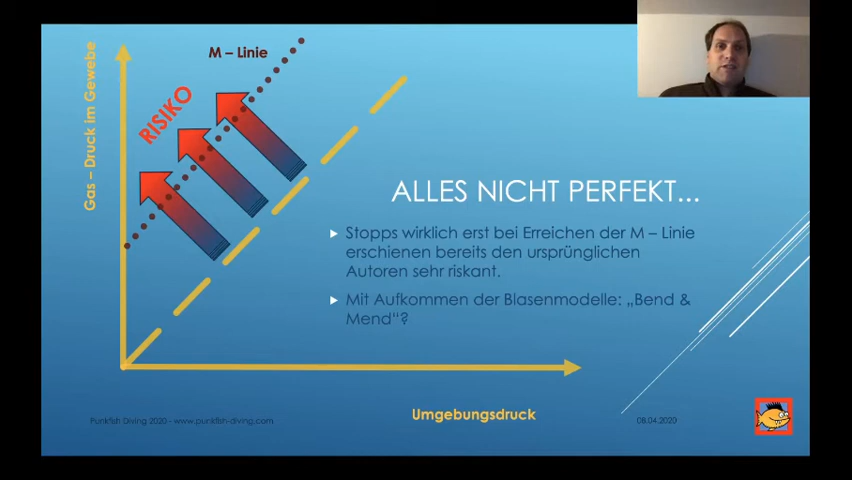 M – Linie
RISIKO
Gas – Druck im Gewebe
ALLES NICHT PERFEKT...
Stopps wirklich erst bei Erreichen der M – Linie
erschienen bereits den ursprünglichen
Autoren sehr riskant.
Mit Aufkommen der Blasenmodelle: „Bend &
Mend“?
Umgebungsdruck
Punkfish Diving 2020 - www.punkfish-diving.com
08.04.2020